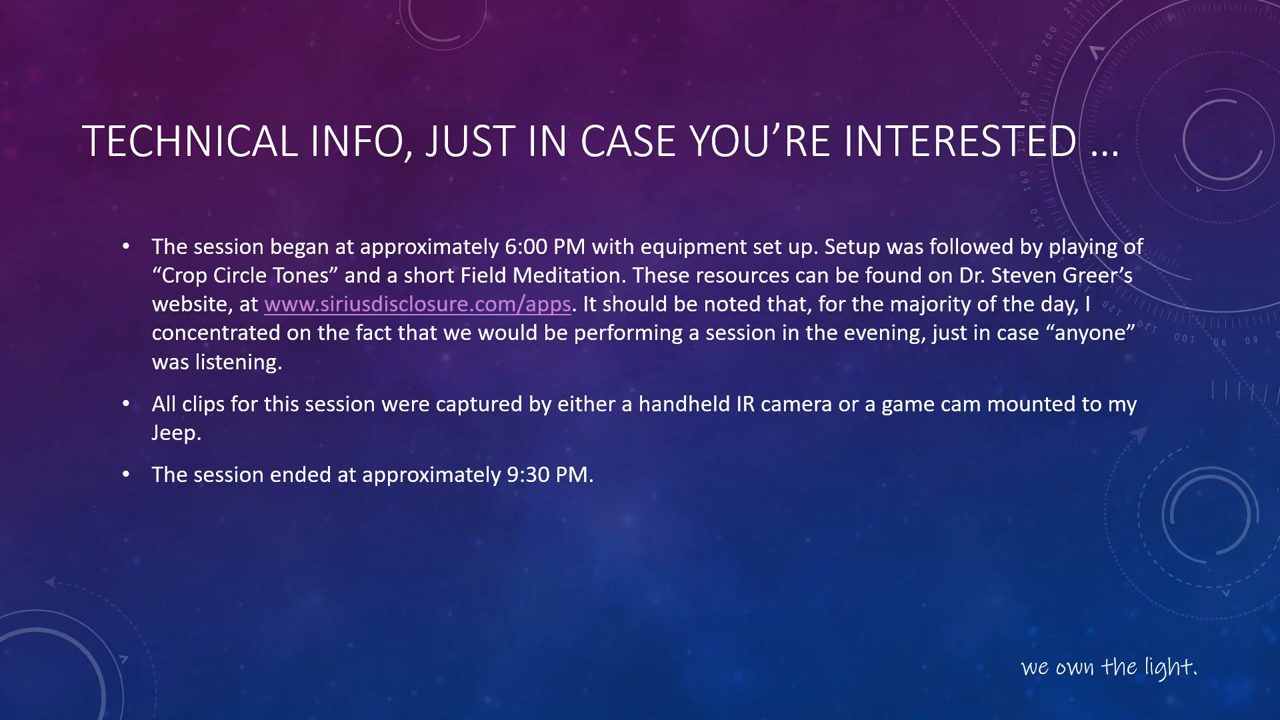 TECHNICAL INFO, JUST IN CASE YOU’RE INTERESTED …
• The session began at approximately 6:00 PM with equipment set up. Setup was followed by playing of
“Crop Circle Tones” and a short Field Meditation. These resources can be found on Dr. Steven Greer’s
website, at www.siriusdisclosure.com/apps. It should be noted that, for the majority of the day, I
concentrated on the fact that we would be performing a session in the evening, just in case “anyone”
was listening.
• All clips for this session were captured by either a handheld IR camera or a game cam mounted to my
Jeep.
• The session ended at approximately 9:30 PM.
we own the light.